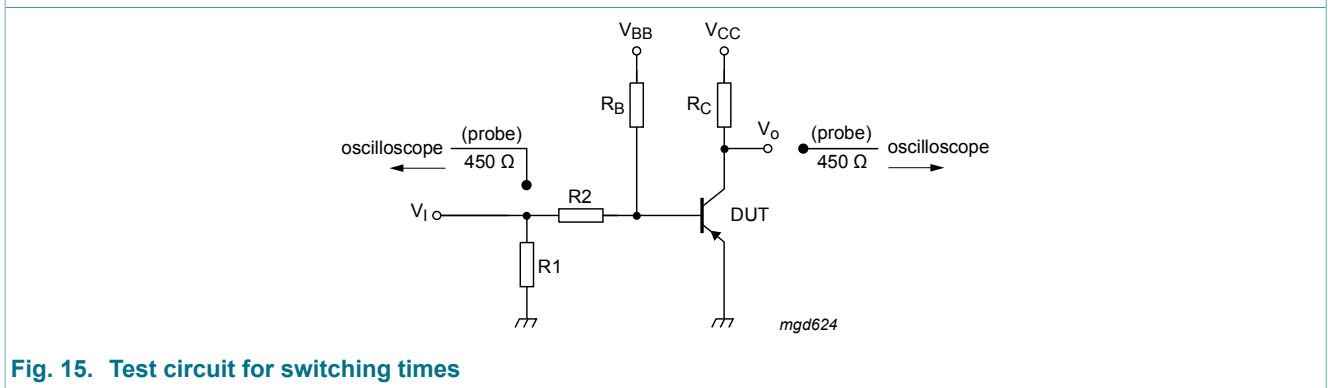 VBB
VCC
RB
RC
oscilloscope
(probe)
450 Ω
Vo
(probe)
450 Ω
oscilloscope
VI
R2
DUT
R1
mgd624
Fig. 15. Test circuit for switching times